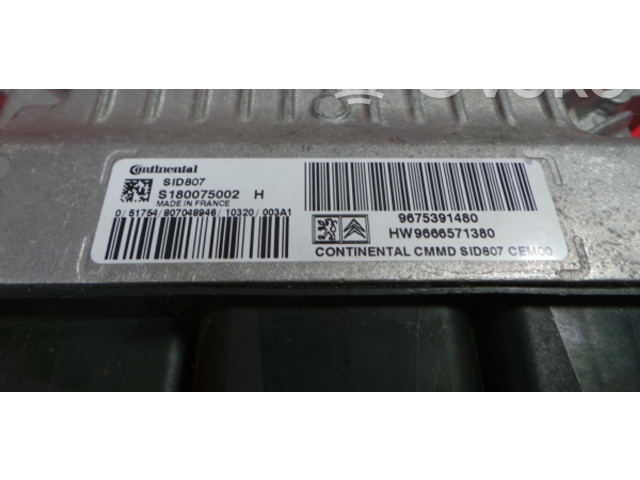 Continental
SID807
S180075002 H
MADE IN FRANCE
0/51754/807048946/10320/003A1
9675391480
HW9666571380
CONTINENTAL CMMD SID807 CEM00